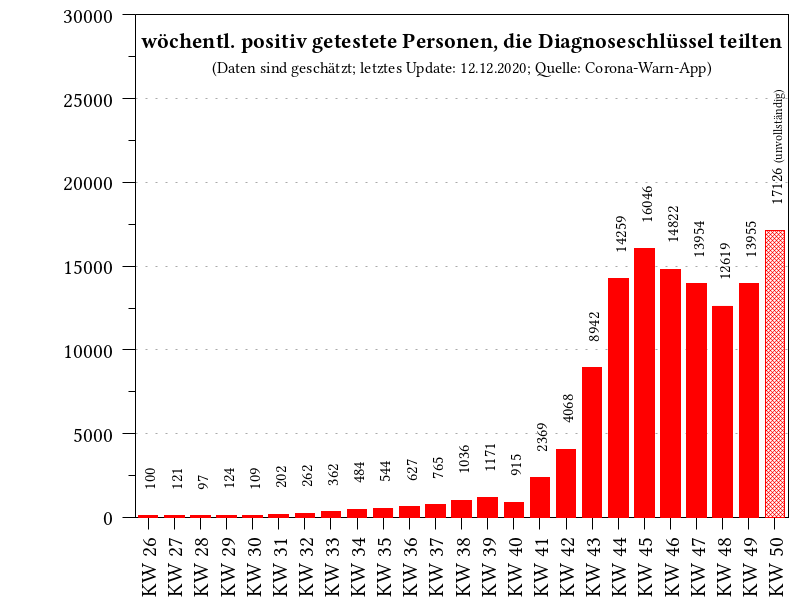 wöchentl. positiv getestete Personen, die Diagnoseschlüssel teilten
(Daten sind geschätzt; letztes Update: 12.12.2020; Quelle: Corona-Warn-App)
30000
25000
20000
15000
10000
5000
0
100
121
97
124
109
202
262
362
484
544
627
765
1036
1171
915
2369
4068
8942
14259
16046
14822
13954
12619
13955
17126 (unvollständig)
KW 26
KW 27
KW 28
KW 29
KW 30
KW 31
KW 32
KW 33
KW 34
KW 35
KW 36
KW 37
KW 38
KW 39
KW 40
KW 41
KW 42
KW 43
KW 44
KW 45
KW 46
KW 47
KW 48
KW 49
KW 50